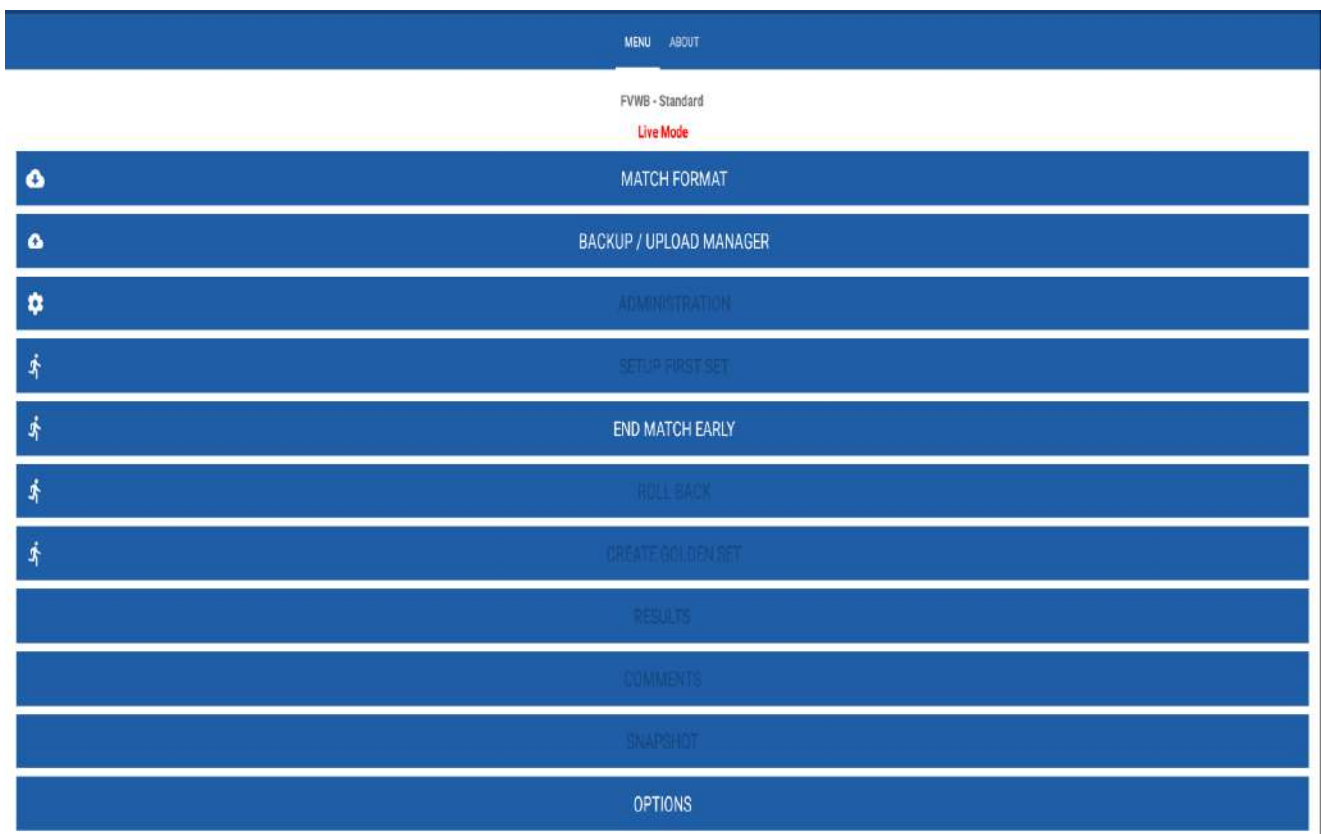 MENU ABOUT
FVWB - Standard
Live Mode
MATCH FORMAT
BACKUP / UPLOAD MANAGER
ADMINISTRATION
SETUP FIRST SET
END MATCH EARLY
ROLL BACK
CREATE GOLDEN SET
RESULTS
COMMENTS
SNAPSHOT
OPTIONS